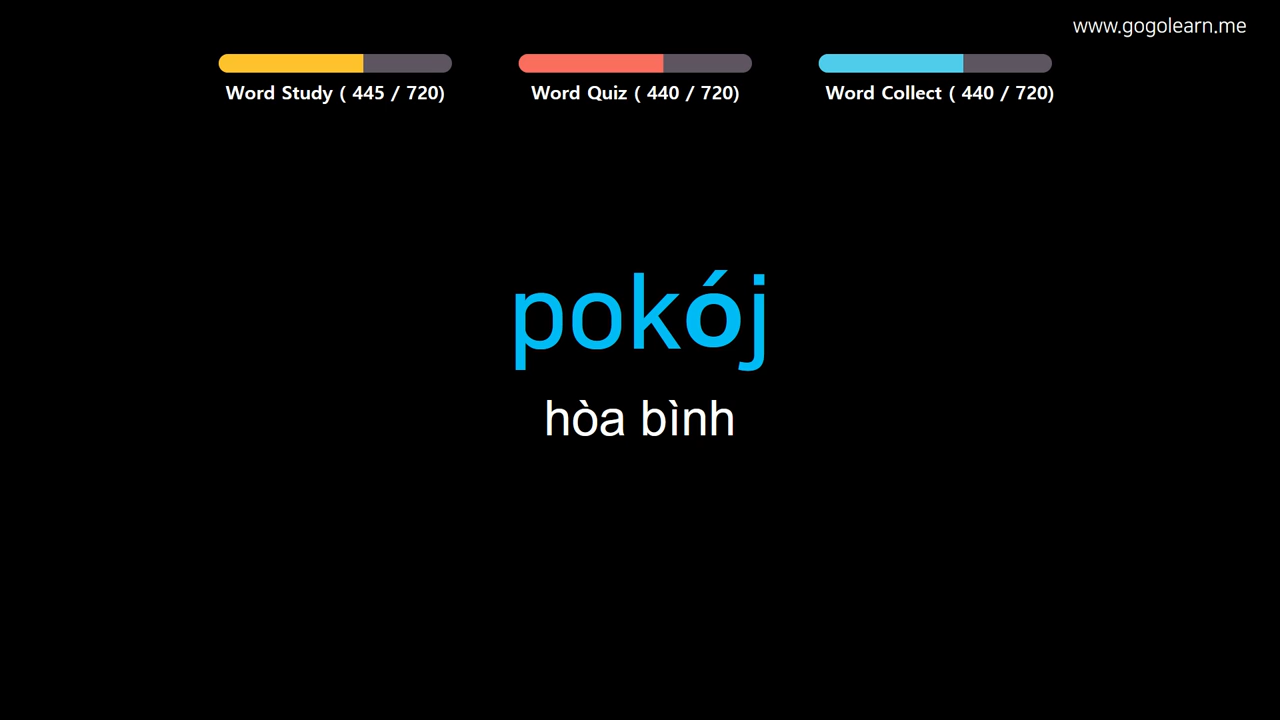 www.gogolearn.me
Word Study ( 445 / 720)
Word Quiz ( 440 / 720)
Word Collect ( 440 / 720)
pokój
hòa bình